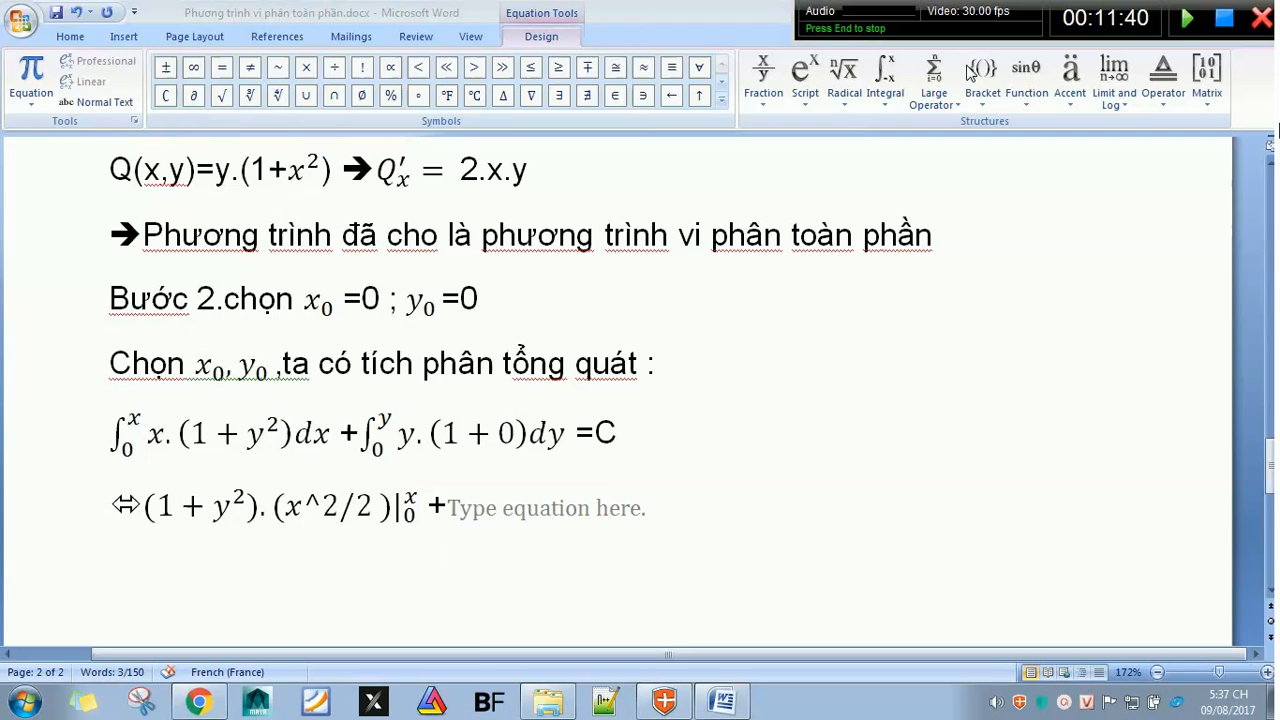 Phương trình vi phân toàn phần.docx - Microsoft Word
Equation Tools
Audio
Video: 30.00 fps
Press End to stop
00:11:40
Home Insert Page Layout References Mailings Review View Design
π Equation
Professional
Linear
abc Normal Text
Tools
± ∞ = ≠ ~ × ÷ ! ∝ < ≪ > ≫ ≤ ≥ ∓ ≅ ≈ ≡ ∀
∁ ∂ √ ∛ ∜ ∪ ∩ ∅ % ° ℉ ℃ ∆ ∇ ∃ ∄ ∈ ∋ ← ↑
Symbols
Fraction Script Radical Integral Large Operator Bracket Function Accent Limit and Log Operator Matrix
Structures
Q(x,y)=y.(1+x²) ➔ Q′ₓ = 2.x.y
➔Phương trình đã cho là phương trình vi phân toàn phần
Bước 2.chọn x₀ =0 ; y₀ =0
Chọn x₀, y₀ ,ta có tích phân tổng quát :
∫₀ˣ x. (1 + y²)dx +∫₀ʸ y. (1 + 0)dy =C
⬄(1 + y²). (x^2/2 )|₀ˣ +Type equation here.
Page: 2 of 2 Words: 3/150 French (France) 172%
BF
5:37 CH
09/08/2017